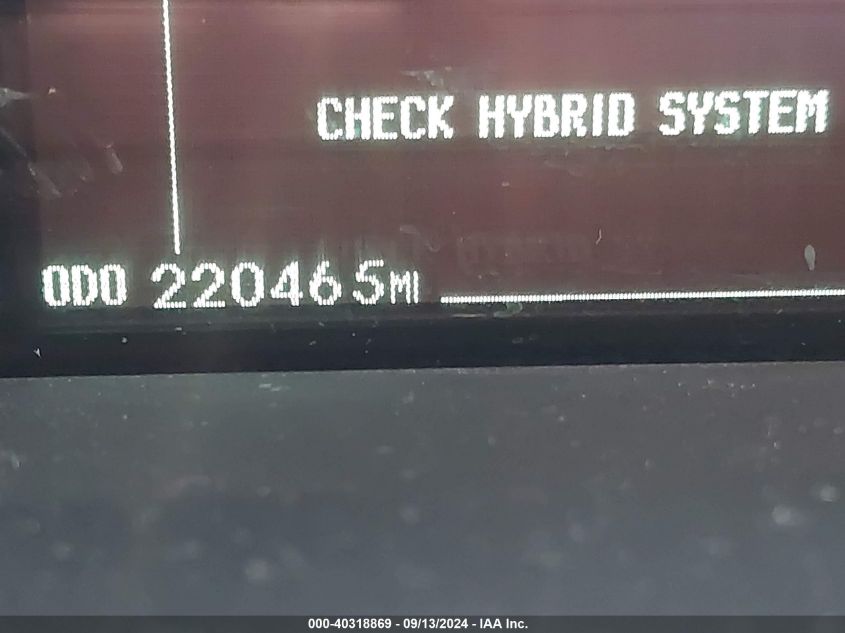 CHECK HYBRID SYSTEM
ODO 220465MI
000-40318869 - 09/13/2024 - IAA Inc.